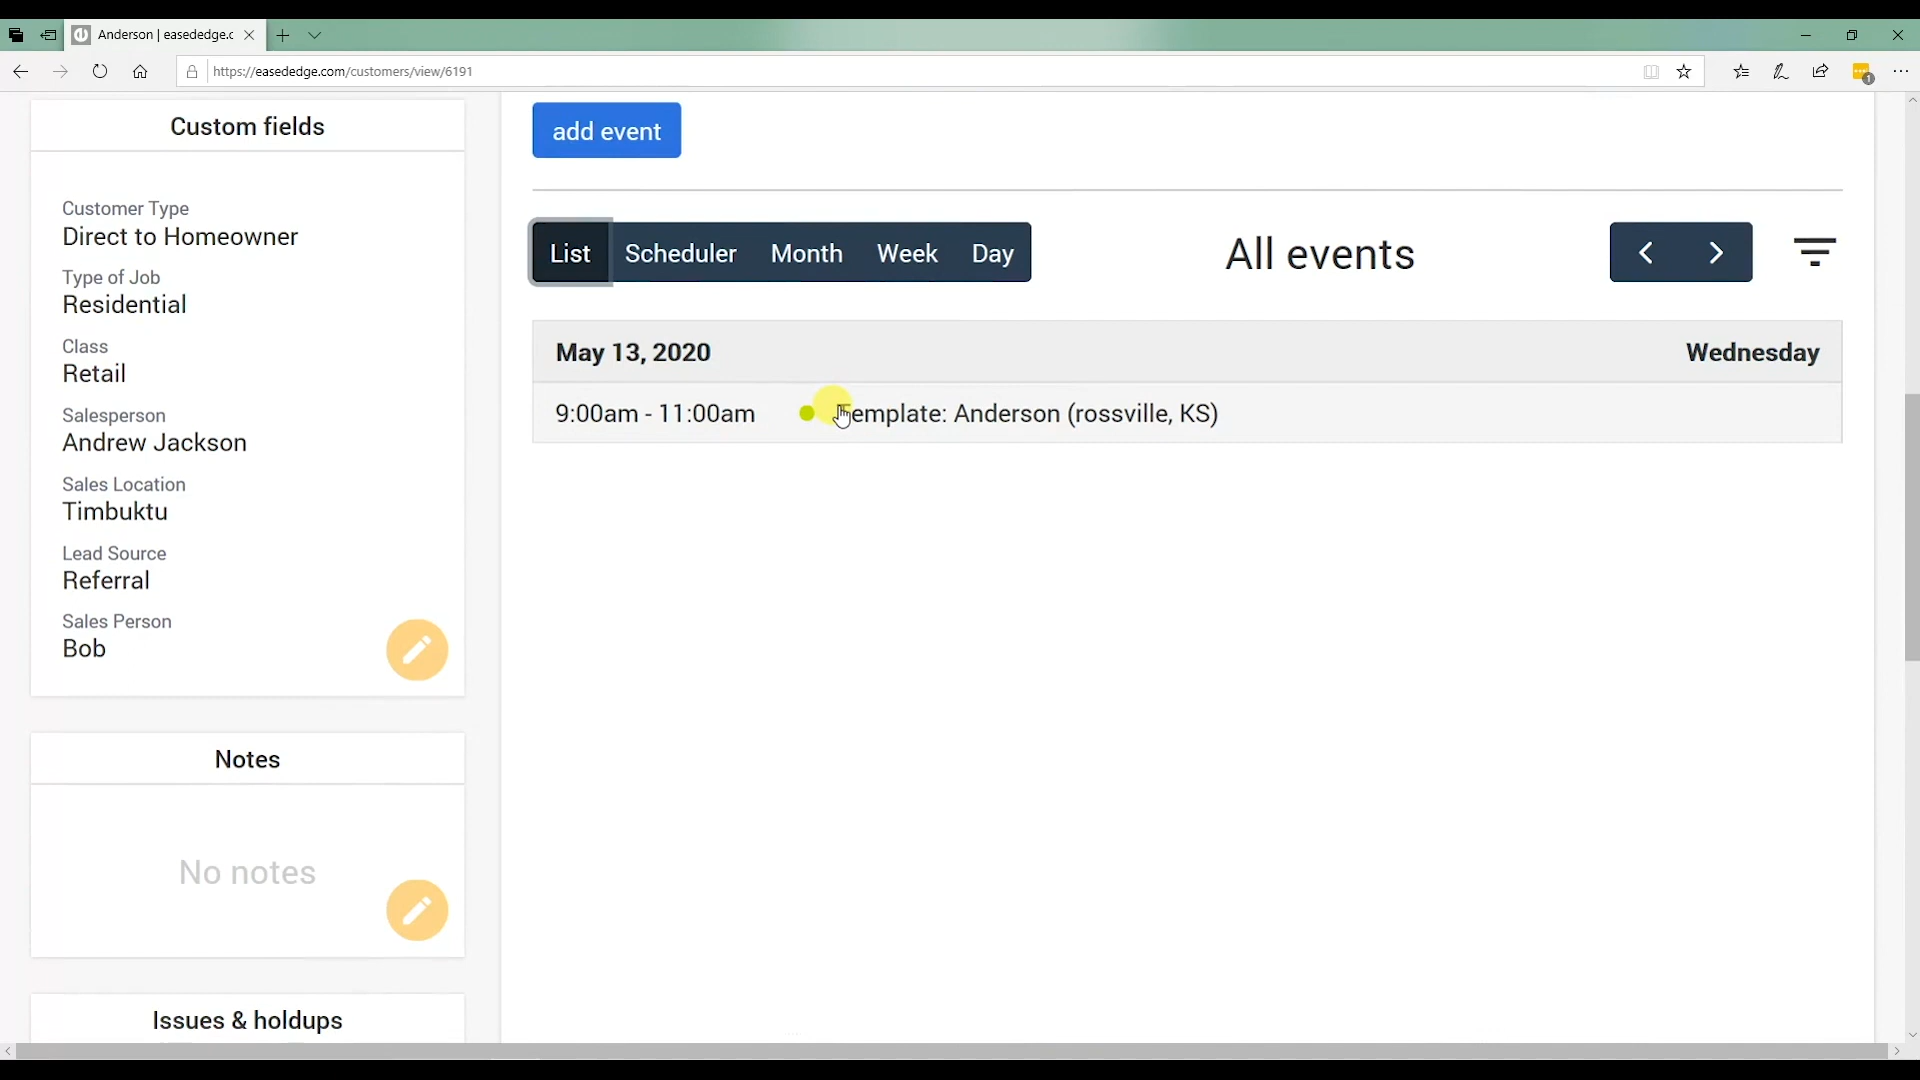 Anderson | easededge.c
https://easededge.com/customers/view/6191
1
Custom fields
Customer Type
Direct to Homeowner
Type of Job
Residential
Class
Retail
Salesperson
Andrew Jackson
Sales Location
Timbuktu
Lead Source
Referral
Sales Person
Bob
Notes
No notes
Issues & holdups
add event
List Scheduler Month Week Day
All events
May 13, 2020 Wednesday
9:00am - 11:00am Template: Anderson (rossville, KS)